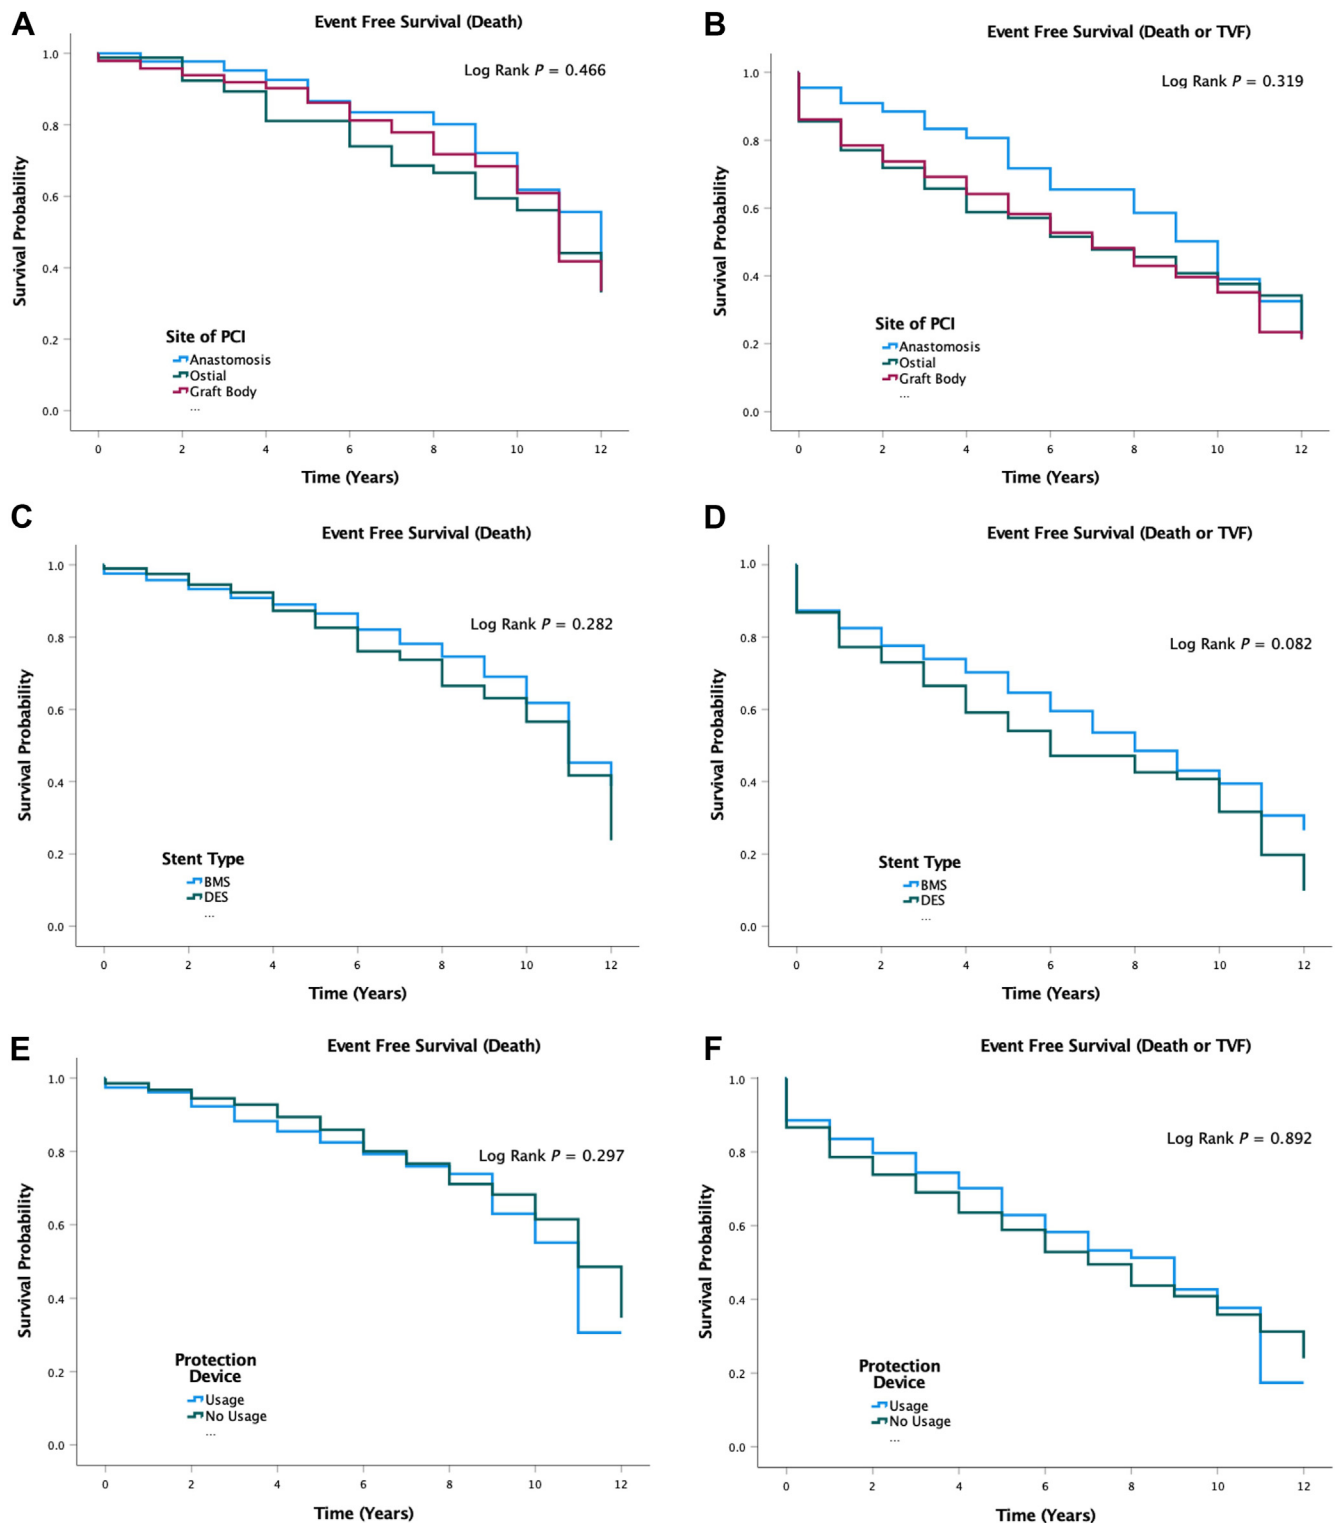 A
Event Free Survival (Death)
Log Rank P = 0.466
Survival Probability
1.0
0.8
0.6
0.4
0.2
0.0
Site of PCI
Anastomosis
Ostial
Graft Body
...
0 2 4 6 8 10 12
Time (Years)
B
Event Free Survival (Death or TVF)
Log Rank P = 0.319
Survival Probability
1.0
0.8
0.6
0.4
0.2
0.0
Site of PCI
Anastomosis
Ostial
Graft Body
...
0 2 4 6 8 10 12
Time (Years)
C
Event Free Survival (Death)
Log Rank P = 0.282
Survival Probability
1.0
0.8
0.6
0.4
0.2
0.0
Stent Type
BMS
DES
...
0 2 4 6 8 10 12
Time (Years)
D
Event Free Survival (Death or TVF)
Log Rank P = 0.082
Survival Probability
1.0
0.8
0.6
0.4
0.2
0.0
Stent Type
BMS
DES
...
0 2 4 6 8 10 12
Time (Years)
E
Event Free Survival (Death)
Log Rank P = 0.297
Survival Probability
1.0
0.8
0.6
0.4
0.2
0.0
Protection
Device
Usage
No Usage
...
0 2 4 6 8 10 12
Time (Years)
F
Event Free Survival (Death or TVF)
Log Rank P = 0.892
Survival Probability
1.0
0.8
0.6
0.4
0.2
0.0
Protection
Device
Usage
No Usage
...
0 2 4 6 8 10 12
Time (Years)